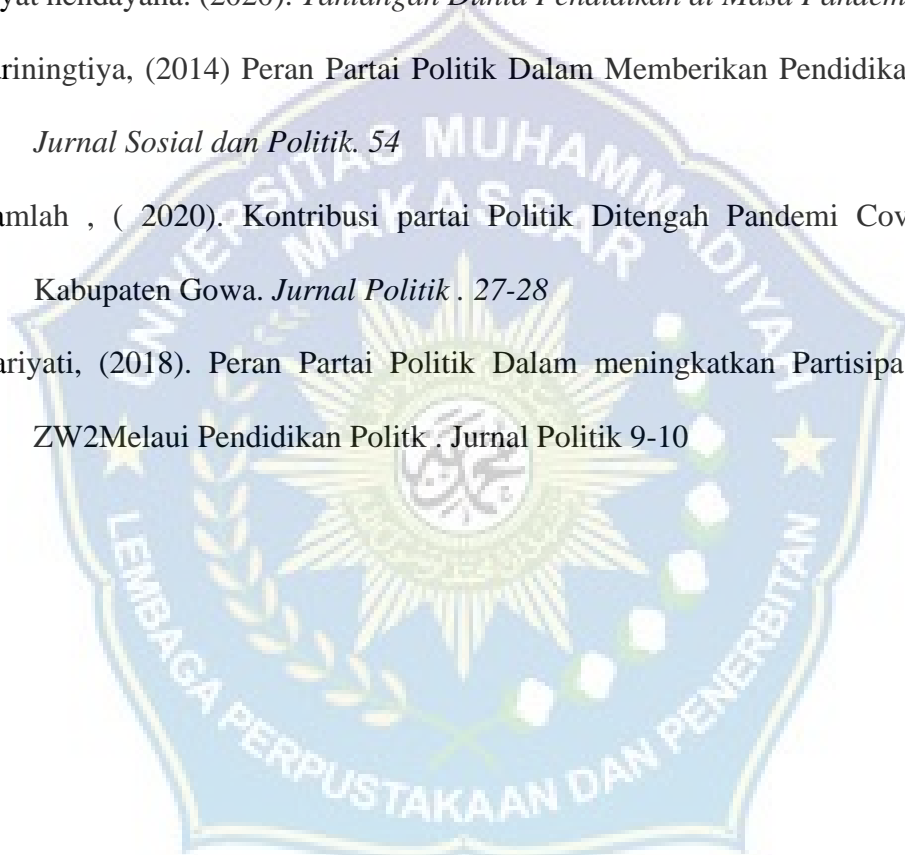 yat hendayana. (2020). Tantangan Dunia Pendidikan di Masa Pandemi
riningtiya, (2014) Peran Partai Politik Dalam Memberikan Pendidika
Jurnal Sosial dan Politik. 54
amlah , ( 2020). Kontribusi partai Politik Ditengah Pandemi Cov
Kabupaten Gowa. Jurnal Politik . 27-28
ariyati, (2018). Peran Partai Politik Dalam meningkatkan Partisipa
ZW2Melaui Pendidikan Politk . Jurnal Politik 9-10
UNIVERSITAS MUHAMMADIYAH
MAKASSAR
LEMBAGA PERPUSTAKAAN DAN PENERBITAN